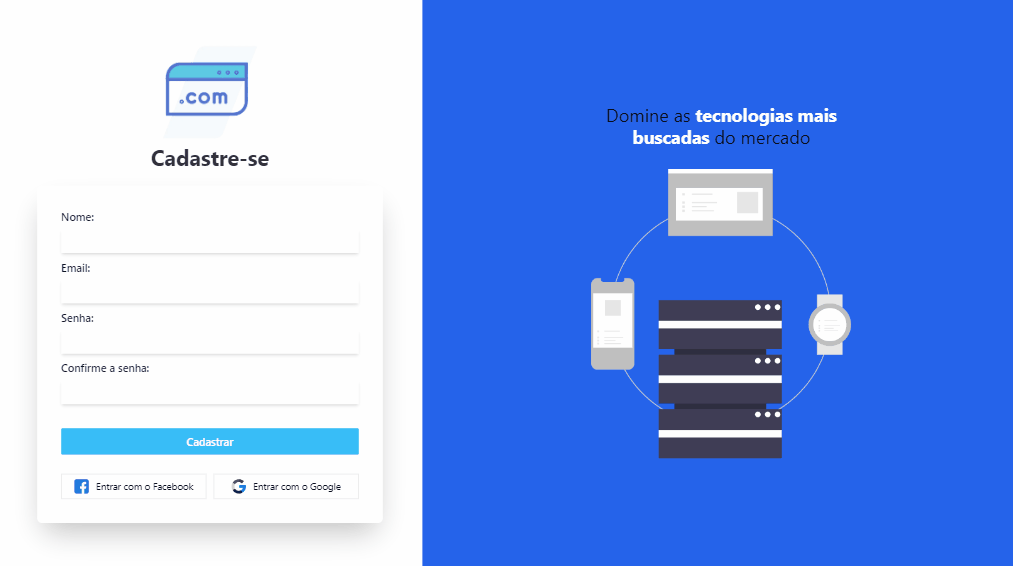 .com
Cadastre-se
Nome:
Email:
Senha:
Confirme a senha:
Cadastrar
Entrar com o Facebook
Entrar com o Google
Domine as tecnologias mais
buscadas do mercado